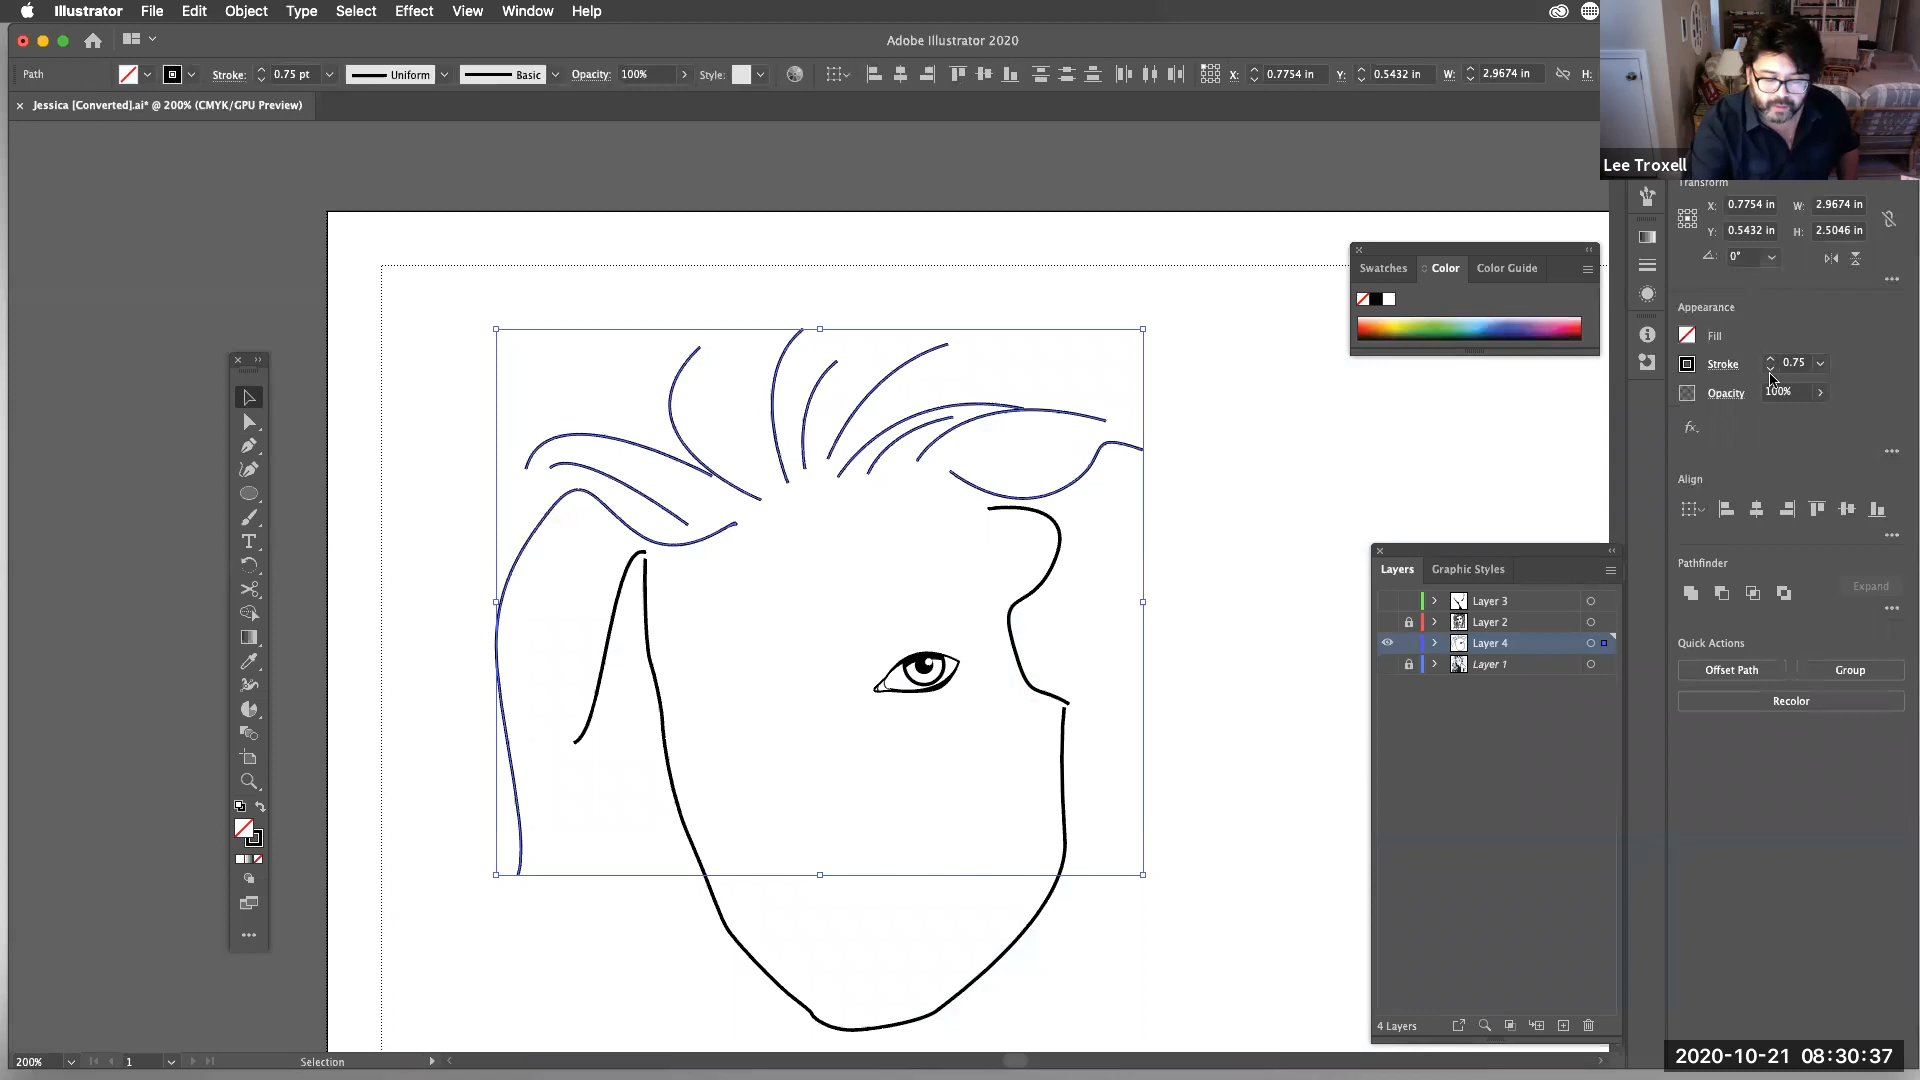 Illustrator File Edit Object Type Select Effect View Window Help
Adobe Illustrator 2020
Path Stroke: 0.75 pt Uniform Basic Opacity: 100% Style: X: 0.7754 in Y: 0.5432 in W: 2.9674 in H:
× Jessica [Converted].ai* @ 200% (CMYK/GPU Preview)
Lee Troxell
Transform
X: 0.7754 in W: 2.9674 in
Y: 0.5432 in H: 2.5046 in
0°
Swatches Color Color Guide
Appearance
Fill
Stroke 0.75
Opacity 100%
fx.
Align
Pathfinder
Expand
Layers Graphic Styles
Layer 3
Layer 2
Layer 4
Layer 1
Quick Actions
Offset Path Group
Recolor
4 Layers
200% 1 Selection
2020-10-21 08:30:37